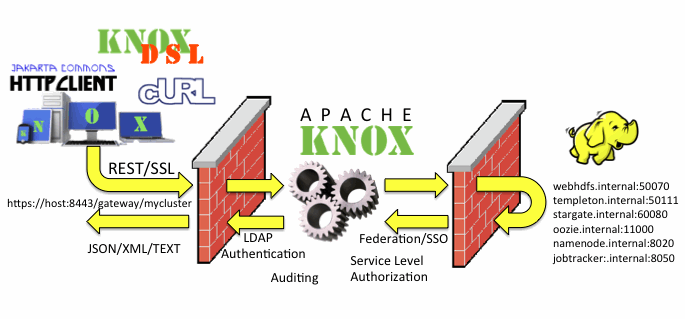 KNOX
DSL
JAKARTA COMMONS
HTTPCLIENT
cURL
K N O X
REST/SSL
https://host:8443/gateway/mycluster
JSON/XML/TEXT
APACHE
KNOX
LDAP
Authentication
Auditing
Federation/SSO
Service Level
Authorization
webhdfs.internal:50070
templeton.internal:50111
stargate.internal:60080
oozie.internal:11000
namenode.internal:8020
jobtracker:.internal:8050